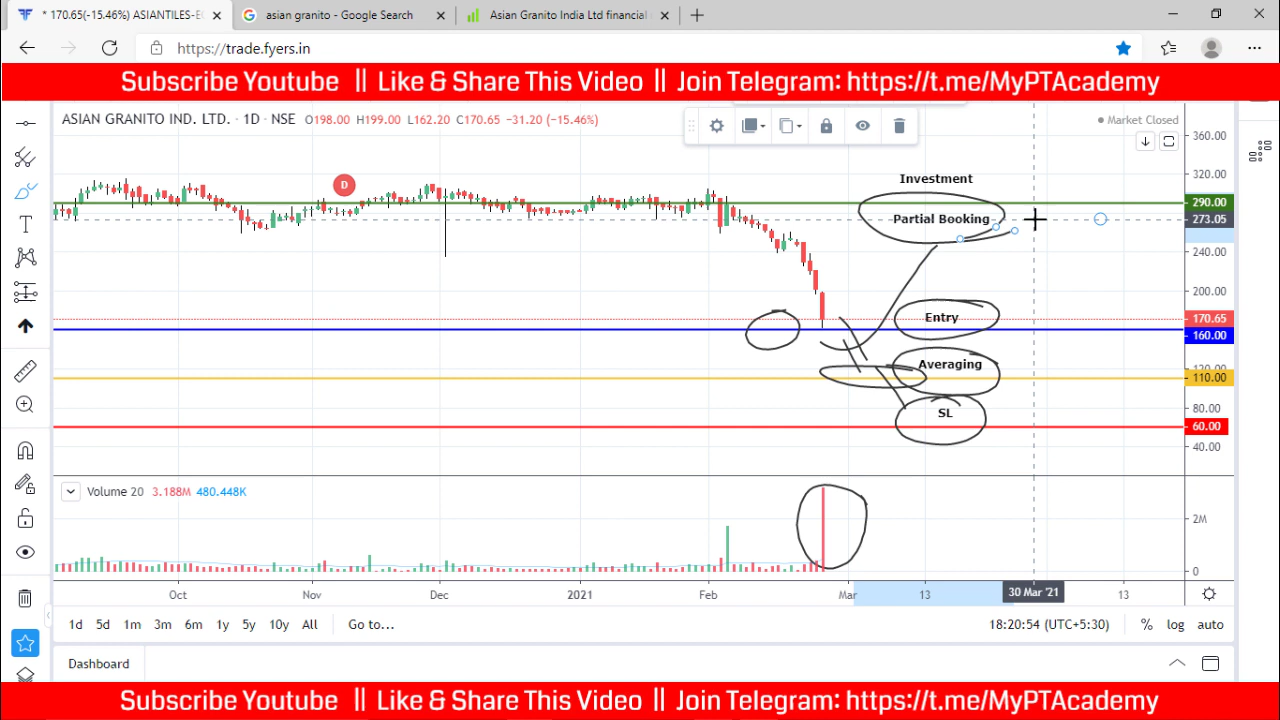 * 170.65(-15.46%) ASIANTILES-E
asian granito - Google Search
Asian Granito India Ltd financial
https://trade.fyers.in
Subscribe Youtube || Like & Share This Video || Join Telegram: https://t.me/MyPTAcademy
ASIAN GRANITO IND. LTD. · 1D · NSE O198.00 H199.00 L162.20 C170.65 -31.20 (-15.46%)
Market Closed
360.00
Investment
320.00
D
290.00
Partial Booking
273.05
240.00
200.00
Entry
170.65
160.00
Averaging
120.00
110.00
80.00
SL
60.00
40.00
Volume 20 3.188M 480.448K
2M
0
Oct Nov Dec 2021 Feb Mar 13 30 Mar '21 13
1d 5d 1m 3m 6m 1y 5y 10y All Go to... 18:20:54 (UTC+5:30) % log auto
Dashboard
Subscribe Youtube || Like & Share This Video || Join Telegram: https://t.me/MyPTAcademy